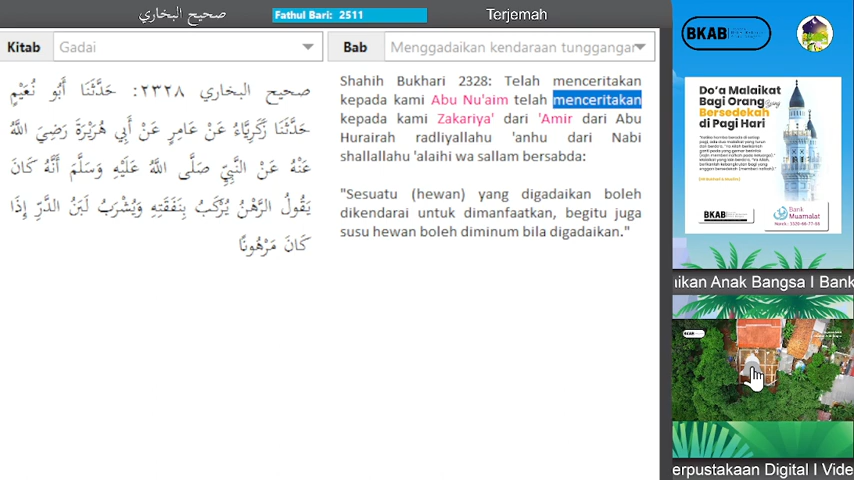 صحيح البخاري
Fathul Bari: 2511
Terjemah
Kitab
Gadai
Bab
Menggadaikan kendaraan tunggangan
صحيح البخاري ٢٣٢٨: حَدَّثَنَا أَبُو نُعَيْمٍ
حَدَّثَنَا زَكَرِيَّاءُ عَنْ عَامِرٍ عَنْ أَبِي هُرَيْرَةَ رَضِيَ اللَّهُ
عَنْهُ عَنْ النَّبِيِّ صَلَّى اللَّهُ عَلَيْهِ وَسَلَّمَ أَنَّهُ كَانَ
يَقُولُ الرَّهْنُ يُرْكَبُ بِنَفَقَتِهِ وَيُشْرَبُ لَبَنُ الدَّرِّ إِذَا
كَانَ مَرْهُونًا
Shahih Bukhari 2328: Telah menceritakan
kepada kami Abu Nu'aim telah menceritakan
kepada kami Zakariya' dari 'Amir dari Abu
Hurairah radliyallahu 'anhu dari Nabi
shallallahu 'alaihi wa sallam bersabda:
"Sesuatu (hewan) yang digadaikan boleh
dikendarai untuk dimanfaatkan, begitu juga
susu hewan boleh diminum bila digadaikan."
BKAB
Do'a Malaikat
Bagi Orang yang
Bersedekah
di Pagi Hari
BKAB
Bank
Muamalat
ikan Anak Bangsa I Bank
BKAB
erpustakaan Digital I Vide